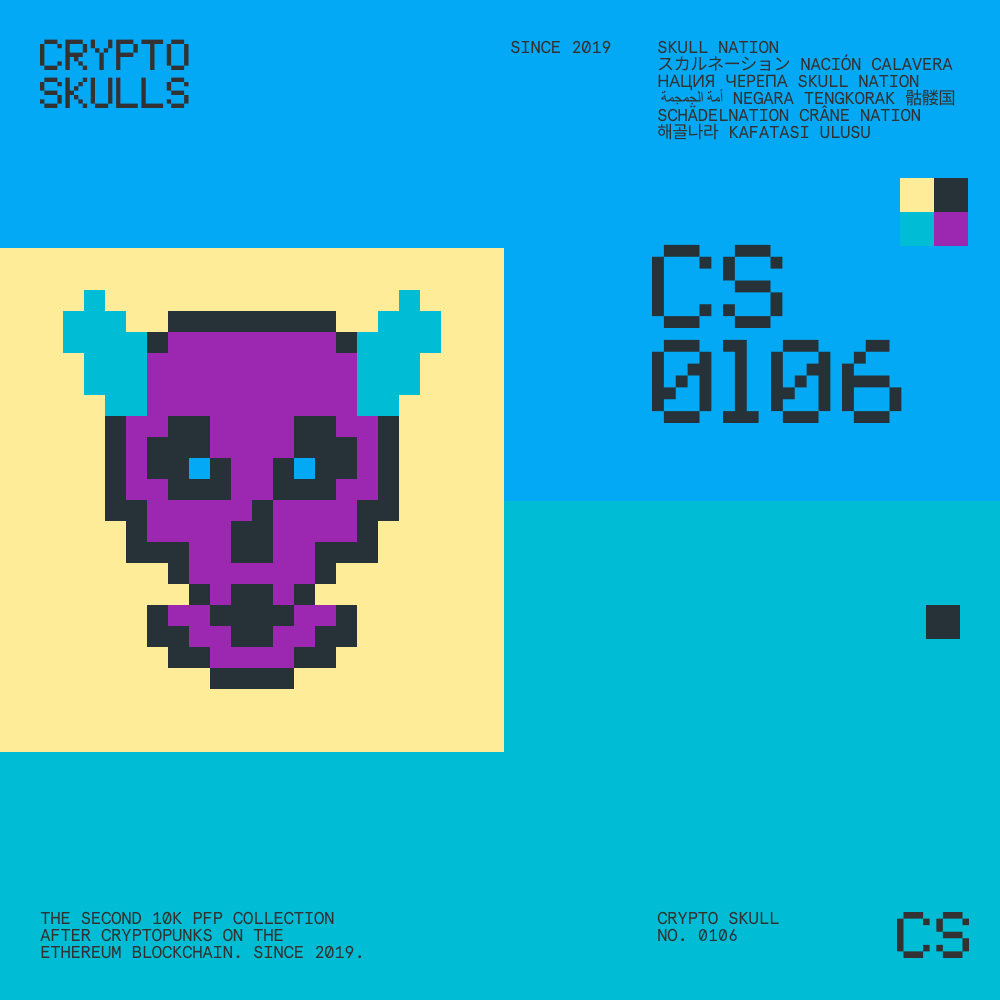 CRYPTO
SKULLS
SINCE 2019
SKULL NATION
スカルネーション NACIÓN CALAVERA
НАЦИЯ ЧЕРЕПА SKULL NATION
أمة الجمجمة NEGARA TENGKORAK 骷髅国
SCHÄDELNATION CRÂNE NATION
해골나라 KAFATASI ULUSU
CS
0106
THE SECOND 10K PFP COLLECTION
AFTER CRYPTOPUNKS ON THE
ETHEREUM BLOCKCHAIN. SINCE 2019.
CRYPTO SKULL
NO. 0106
CS